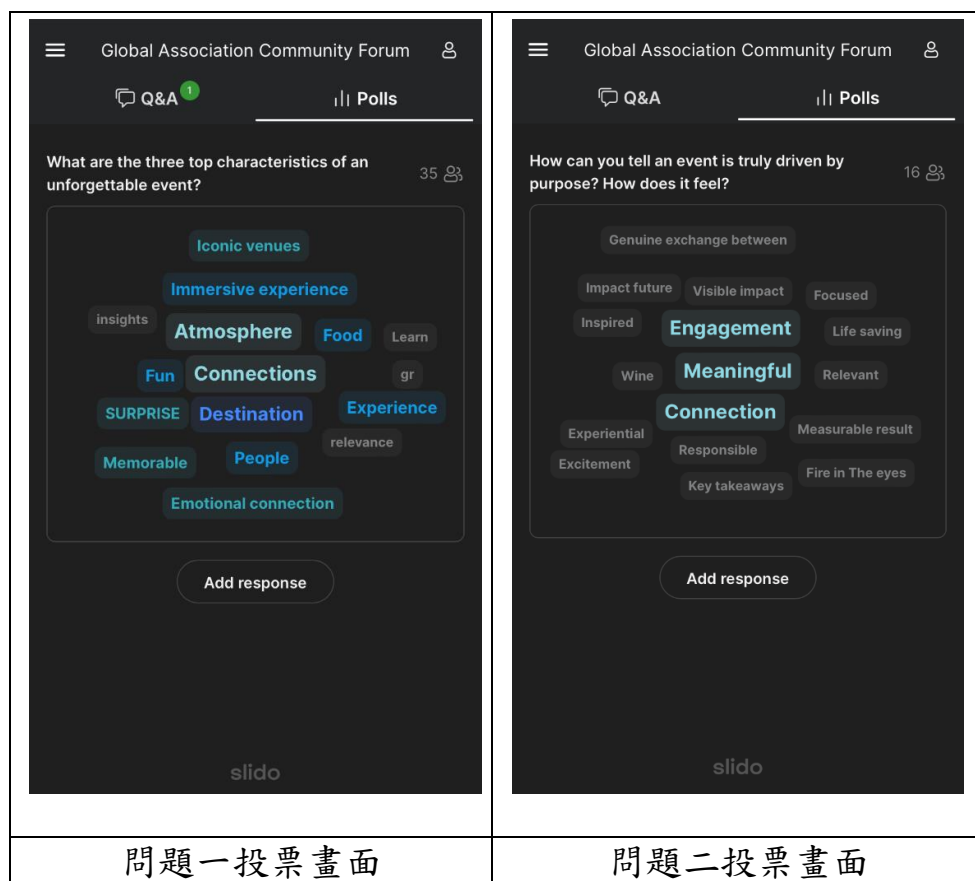 Global Association Community Forum
Q&A 1
Polls
What are the three top characteristics of an
unforgettable event?
35
Iconic venues
Immersive experience
insights
Atmosphere
Food
Learn
Fun
Connections
gr
SURPRISE
Destination
Experience
relevance
Memorable
People
Emotional connection
Add response
slido
問題一投票畫面
Global Association Community Forum
Q&A
Polls
How can you tell an event is truly driven by
purpose? How does it feel?
16
Genuine exchange between
Impact future
Visible impact
Focused
Inspired
Engagement
Life saving
Wine
Meaningful
Relevant
Connection
Experiential
Measurable result
Responsible
Excitement
Fire in The eyes
Key takeaways
Add response
slido
問題二投票畫面